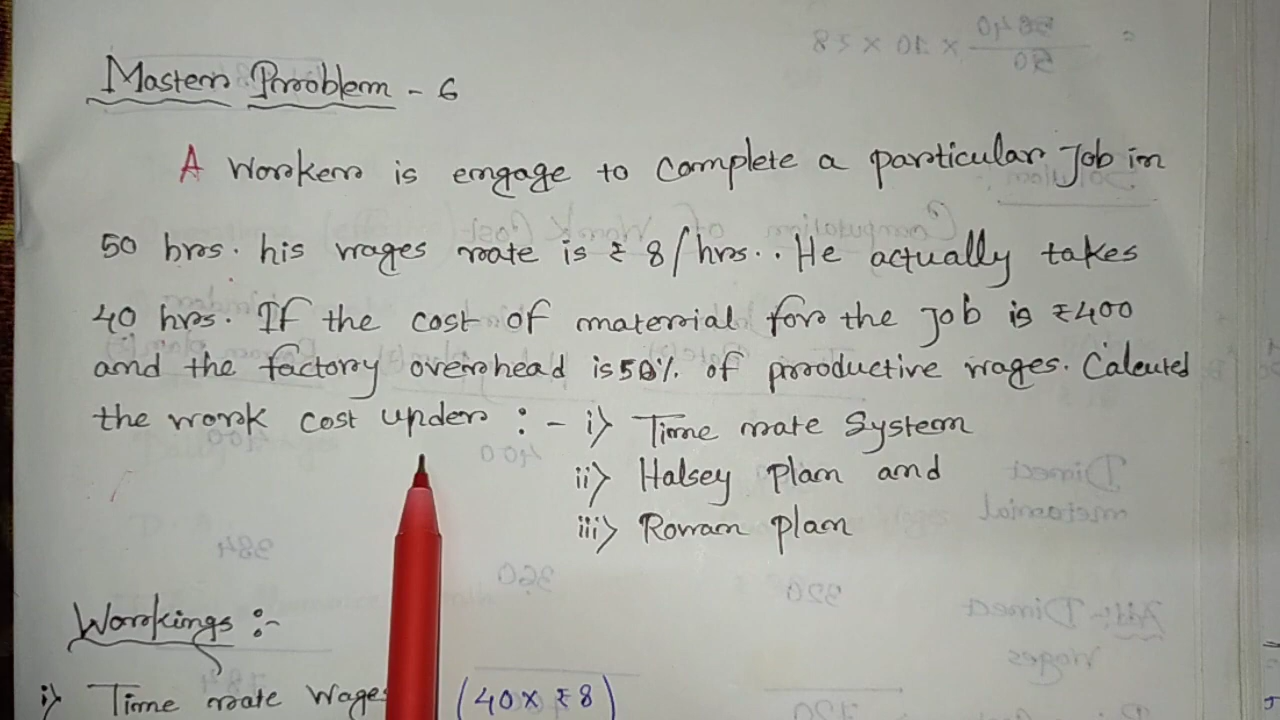 Master Problem - 6
A Worker is engage to Complete a particular Job in
50 hrs. his wages rate is ₹ 8/hrs.. He actually takes
40 hrs. If the cost of material for the job is ₹400
and the factory overhead is 50% of productive wages. Caleuted
the work cost under :- i) Time rate System
ii) Halsey plan and
iii) Rowan plan
Workings :-
i) Time rate Wages (40 x ₹8)